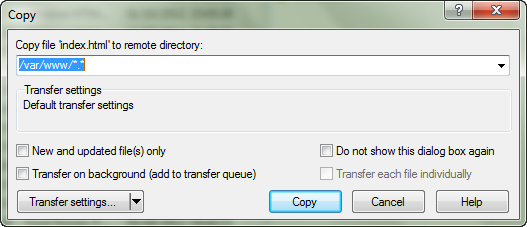 Copy
Copy file 'index.html' to remote directory:
/var/www/*.*
Transfer settings
Default transfer settings
New and updated file(s) only
Do not show this dialog box again
Transfer on background (add to transfer queue)
Transfer each file individually
Transfer settings...
Copy
Cancel
Help